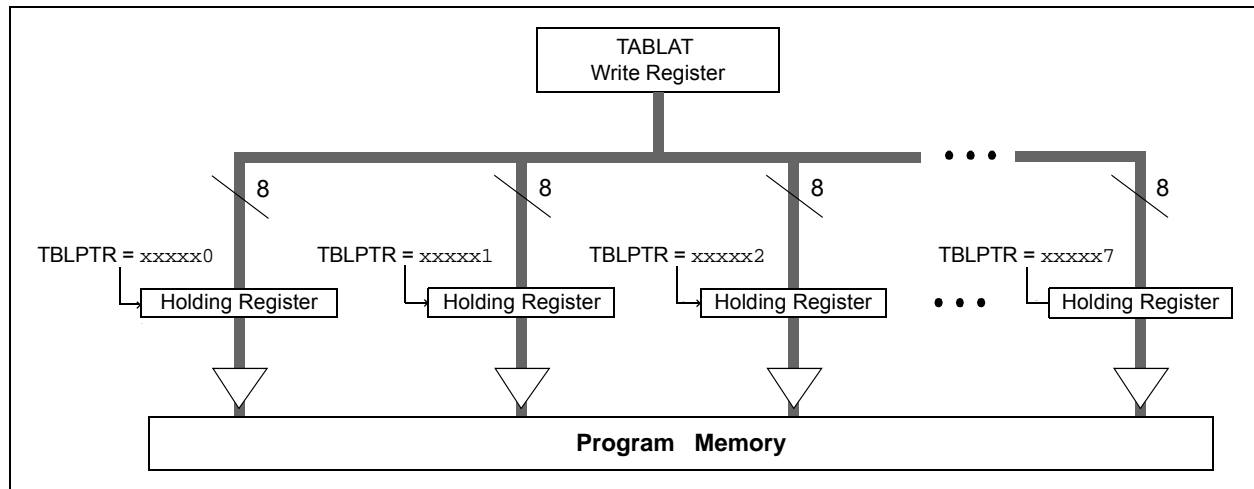 TABLAT
Write Register
8 8 8 8
TBLPTR = xxxxx0 TBLPTR = xxxxx1 TBLPTR = xxxxx2 TBLPTR = xxxxx7
Holding Register Holding Register Holding Register Holding Register
Program Memory